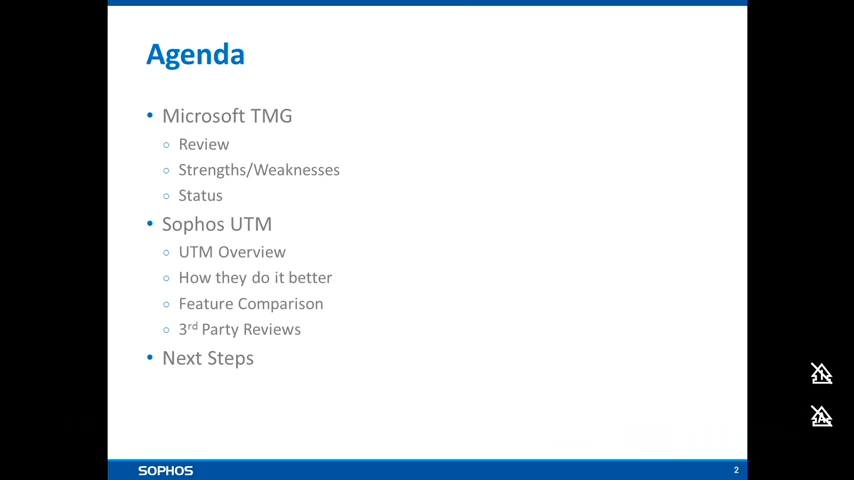 Agenda
• Microsoft TMG
○ Review
○ Strengths/Weaknesses
○ Status
• Sophos UTM
○ UTM Overview
○ How they do it better
○ Feature Comparison
○ 3rd Party Reviews
• Next Steps
SOPHOS
2